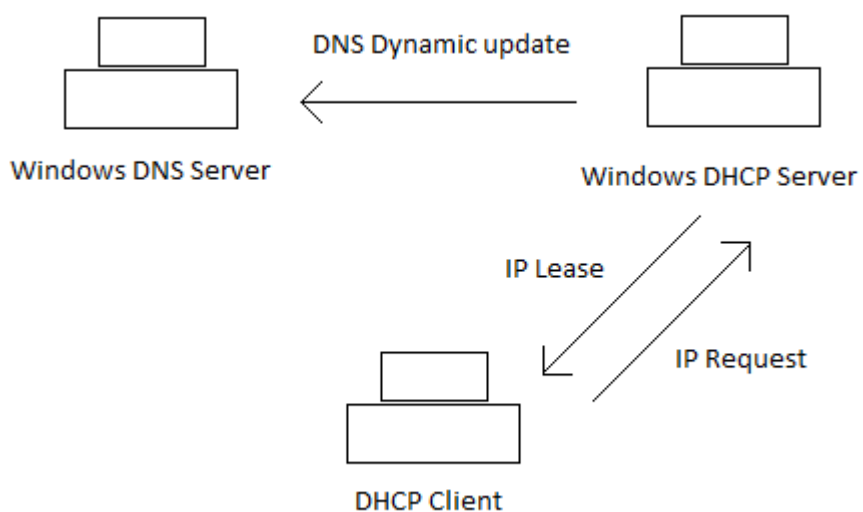 DNS Dynamic update
Windows DNS Server
Windows DHCP Server
IP Lease
IP Request
DHCP Client